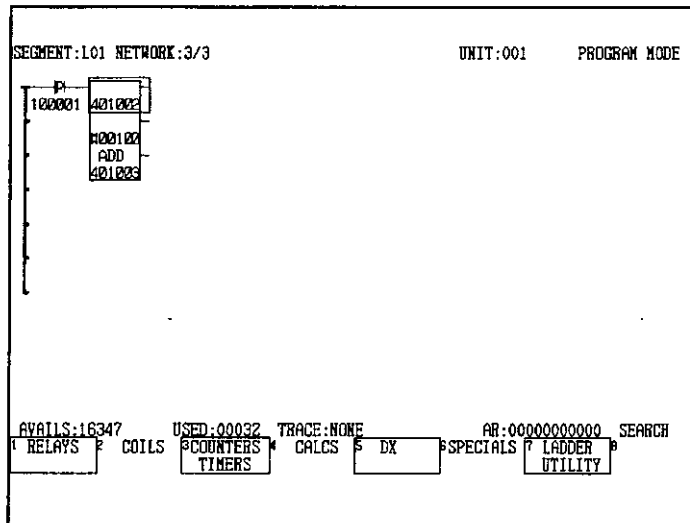 SEGMENT:L01 NETWORK:3/3 UNIT:001 PROGRAM MODE
P
100001 401002
#00100
ADD
401003
AVAILS:16347 USED:00032 TRACE:NONE AR:00000000000 SEARCH
1 RELAYS 2 COILS 3 COUNTERS TIMERS 4 CALCS 5 DX 6 SPECIALS 7 LADDER UTILITY 8